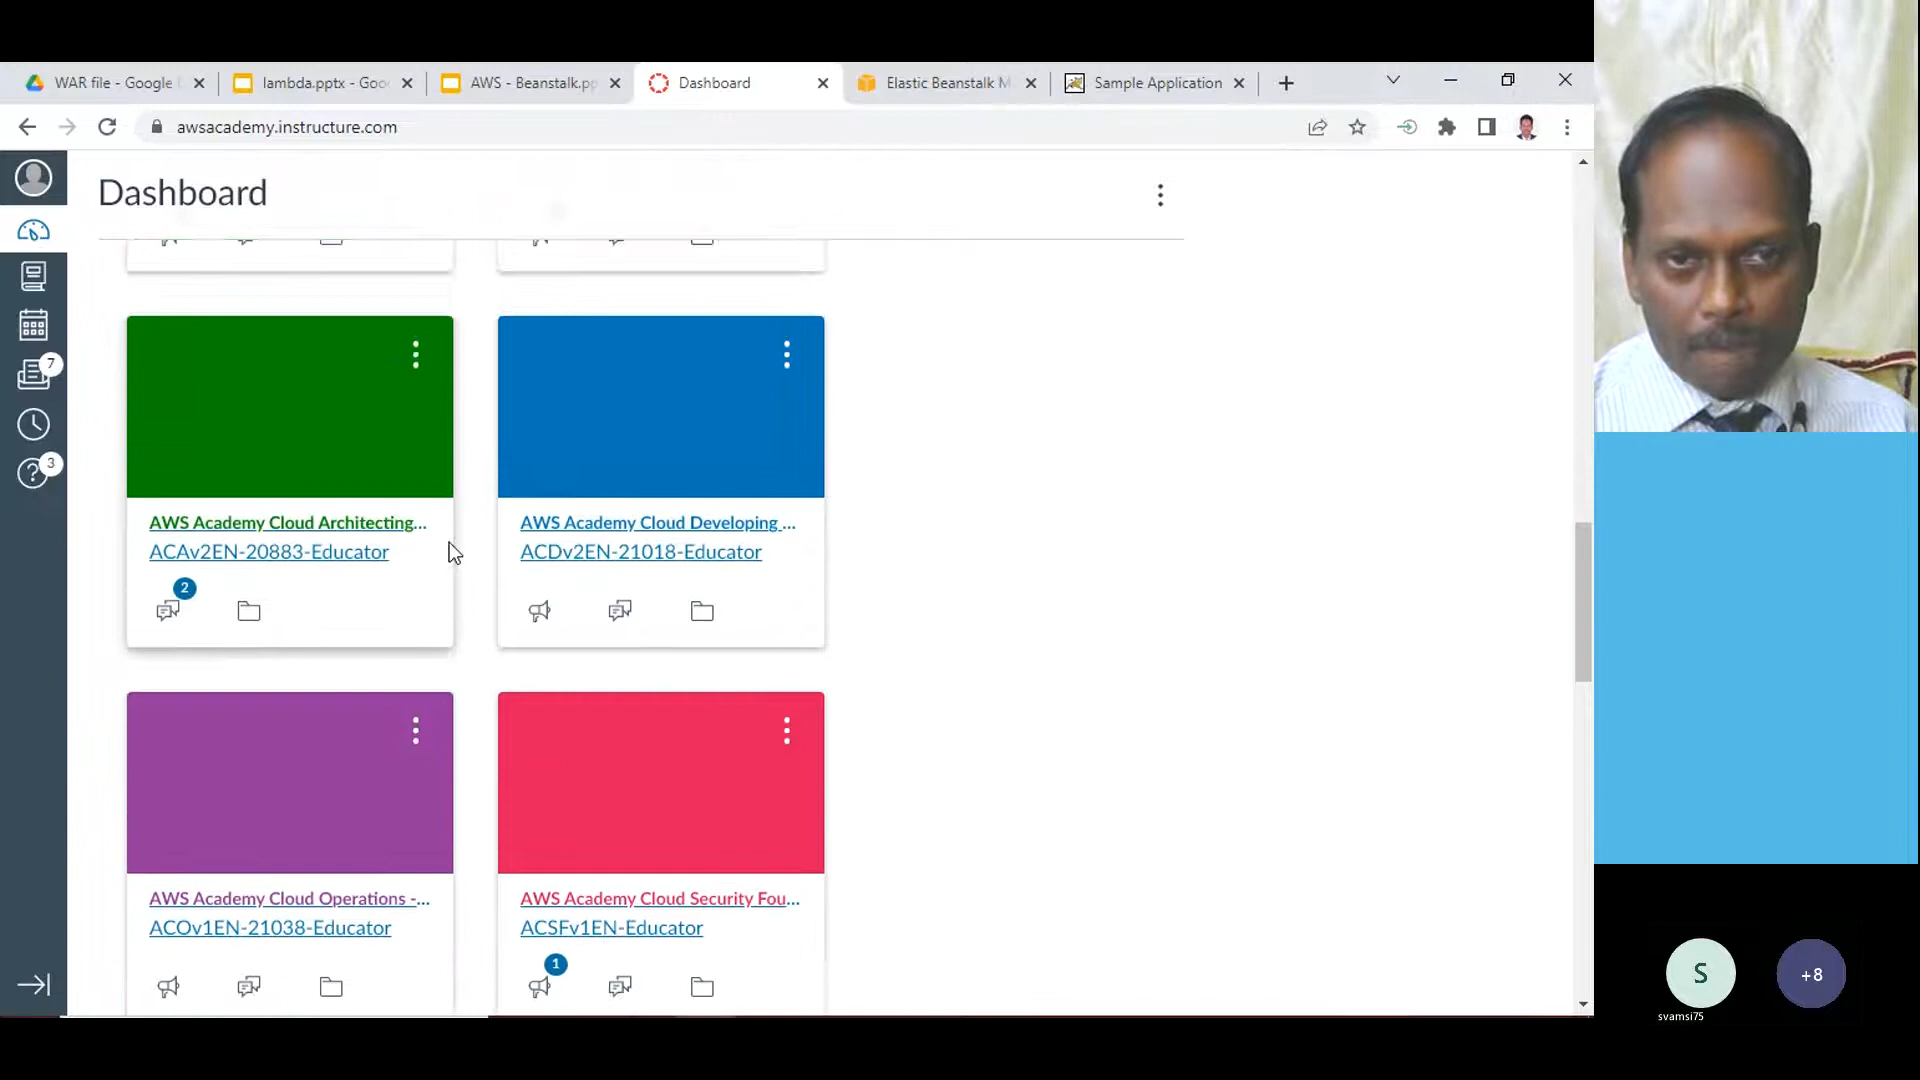 WAR file - Google
lambda.pptx - Goo
AWS - Beanstalk.pp
Dashboard
Elastic Beanstalk M
Sample Application
awsacademy.instructure.com
Dashboard
7
3
AWS Academy Cloud Architecting...
ACAv2EN-20883-Educator
2
AWS Academy Cloud Developing ...
ACDv2EN-21018-Educator
AWS Academy Cloud Operations -...
ACOv1EN-21038-Educator
AWS Academy Cloud Security Fou...
ACSFv1EN-Educator
1
S
+8
svamsi75